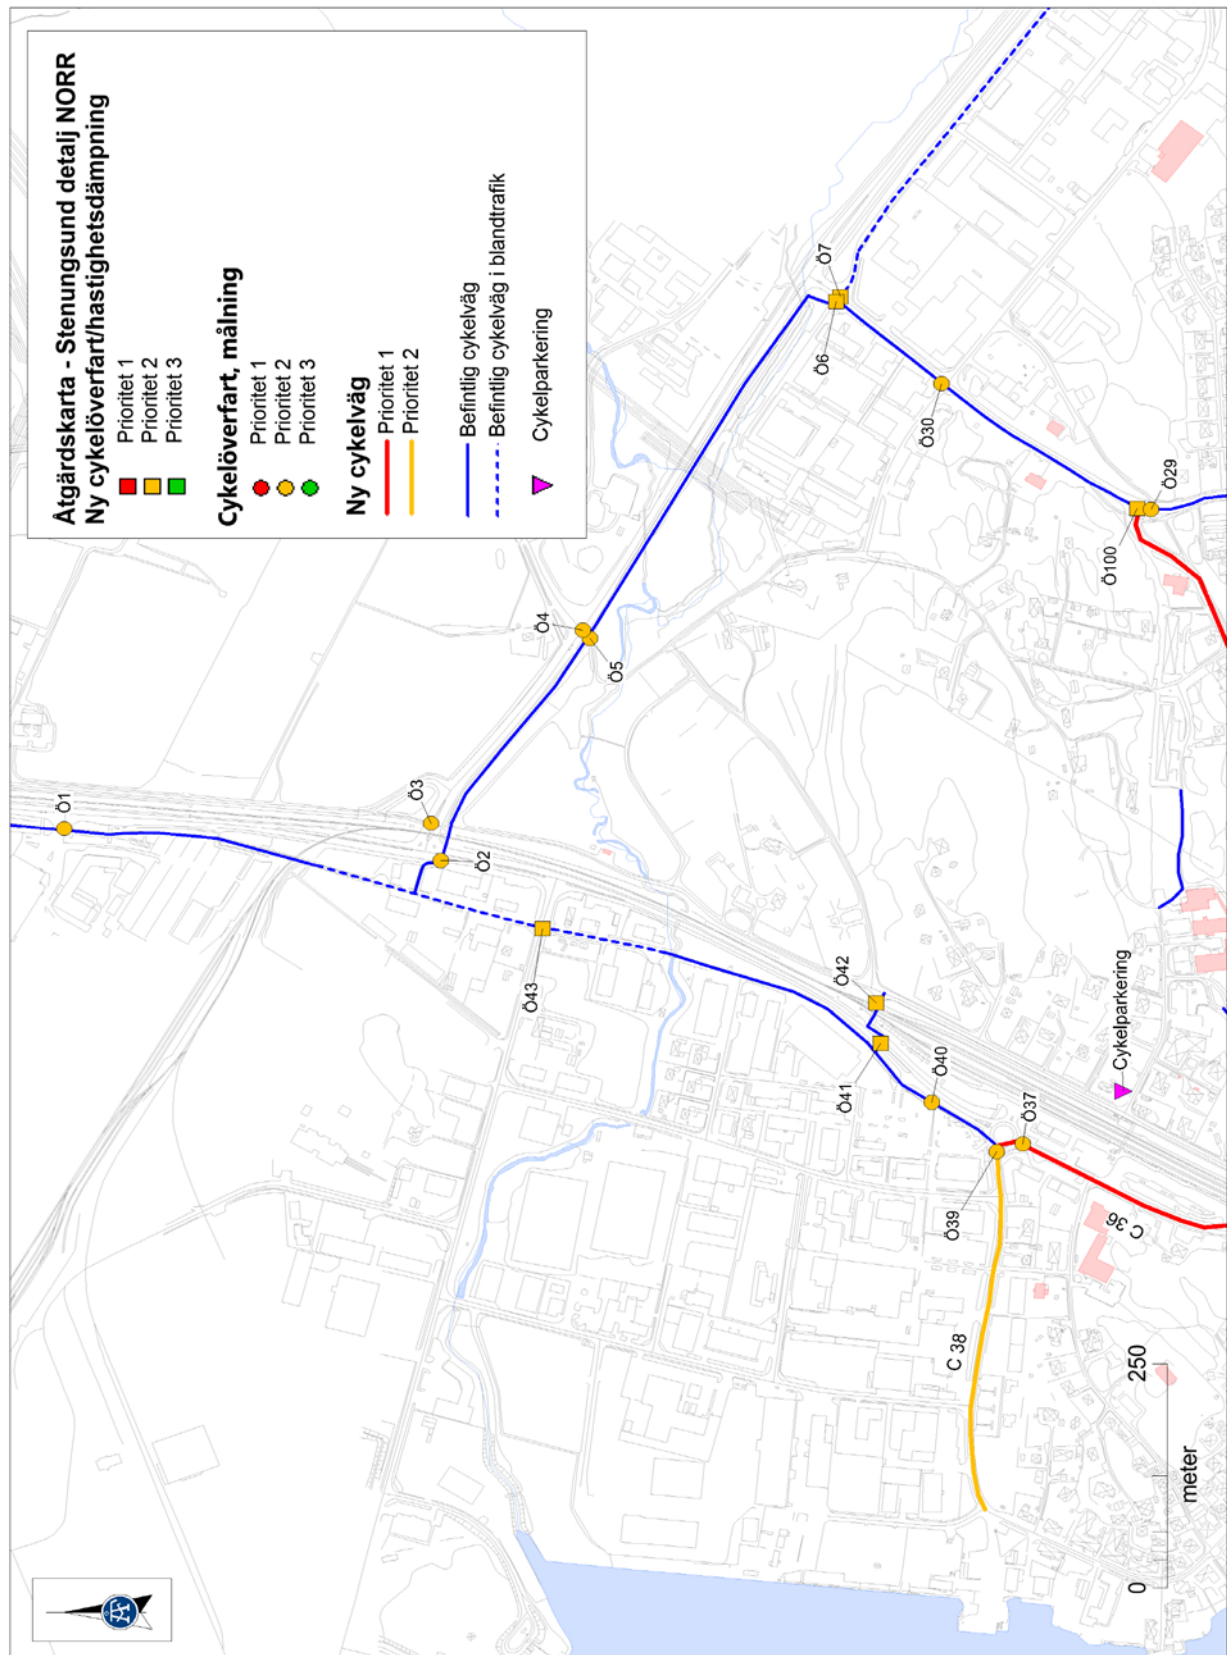 Åtgärdskarta - Stenungsund detalj NORR
Ny cykelöverfart/hastighetsdämpning
Prioritet 1
Prioritet 2
Prioritet 3
Cykelöverfart, målning
Prioritet 1
Prioritet 2
Prioritet 3
Ny cykelväg
Prioritet 1
Prioritet 2
Befintlig cykelväg
Befintlig cykelväg i blandtrafik
Cykelparkering
Ö1
Ö3
Ö2
Ö4
Ö5
Ö7
Ö6
Ö30
Ö29
Ö100
Ö43
Ö42
Ö41
Ö40
Ö37
Ö39
Cykelparkering
C 36
C 38
0
250
meter